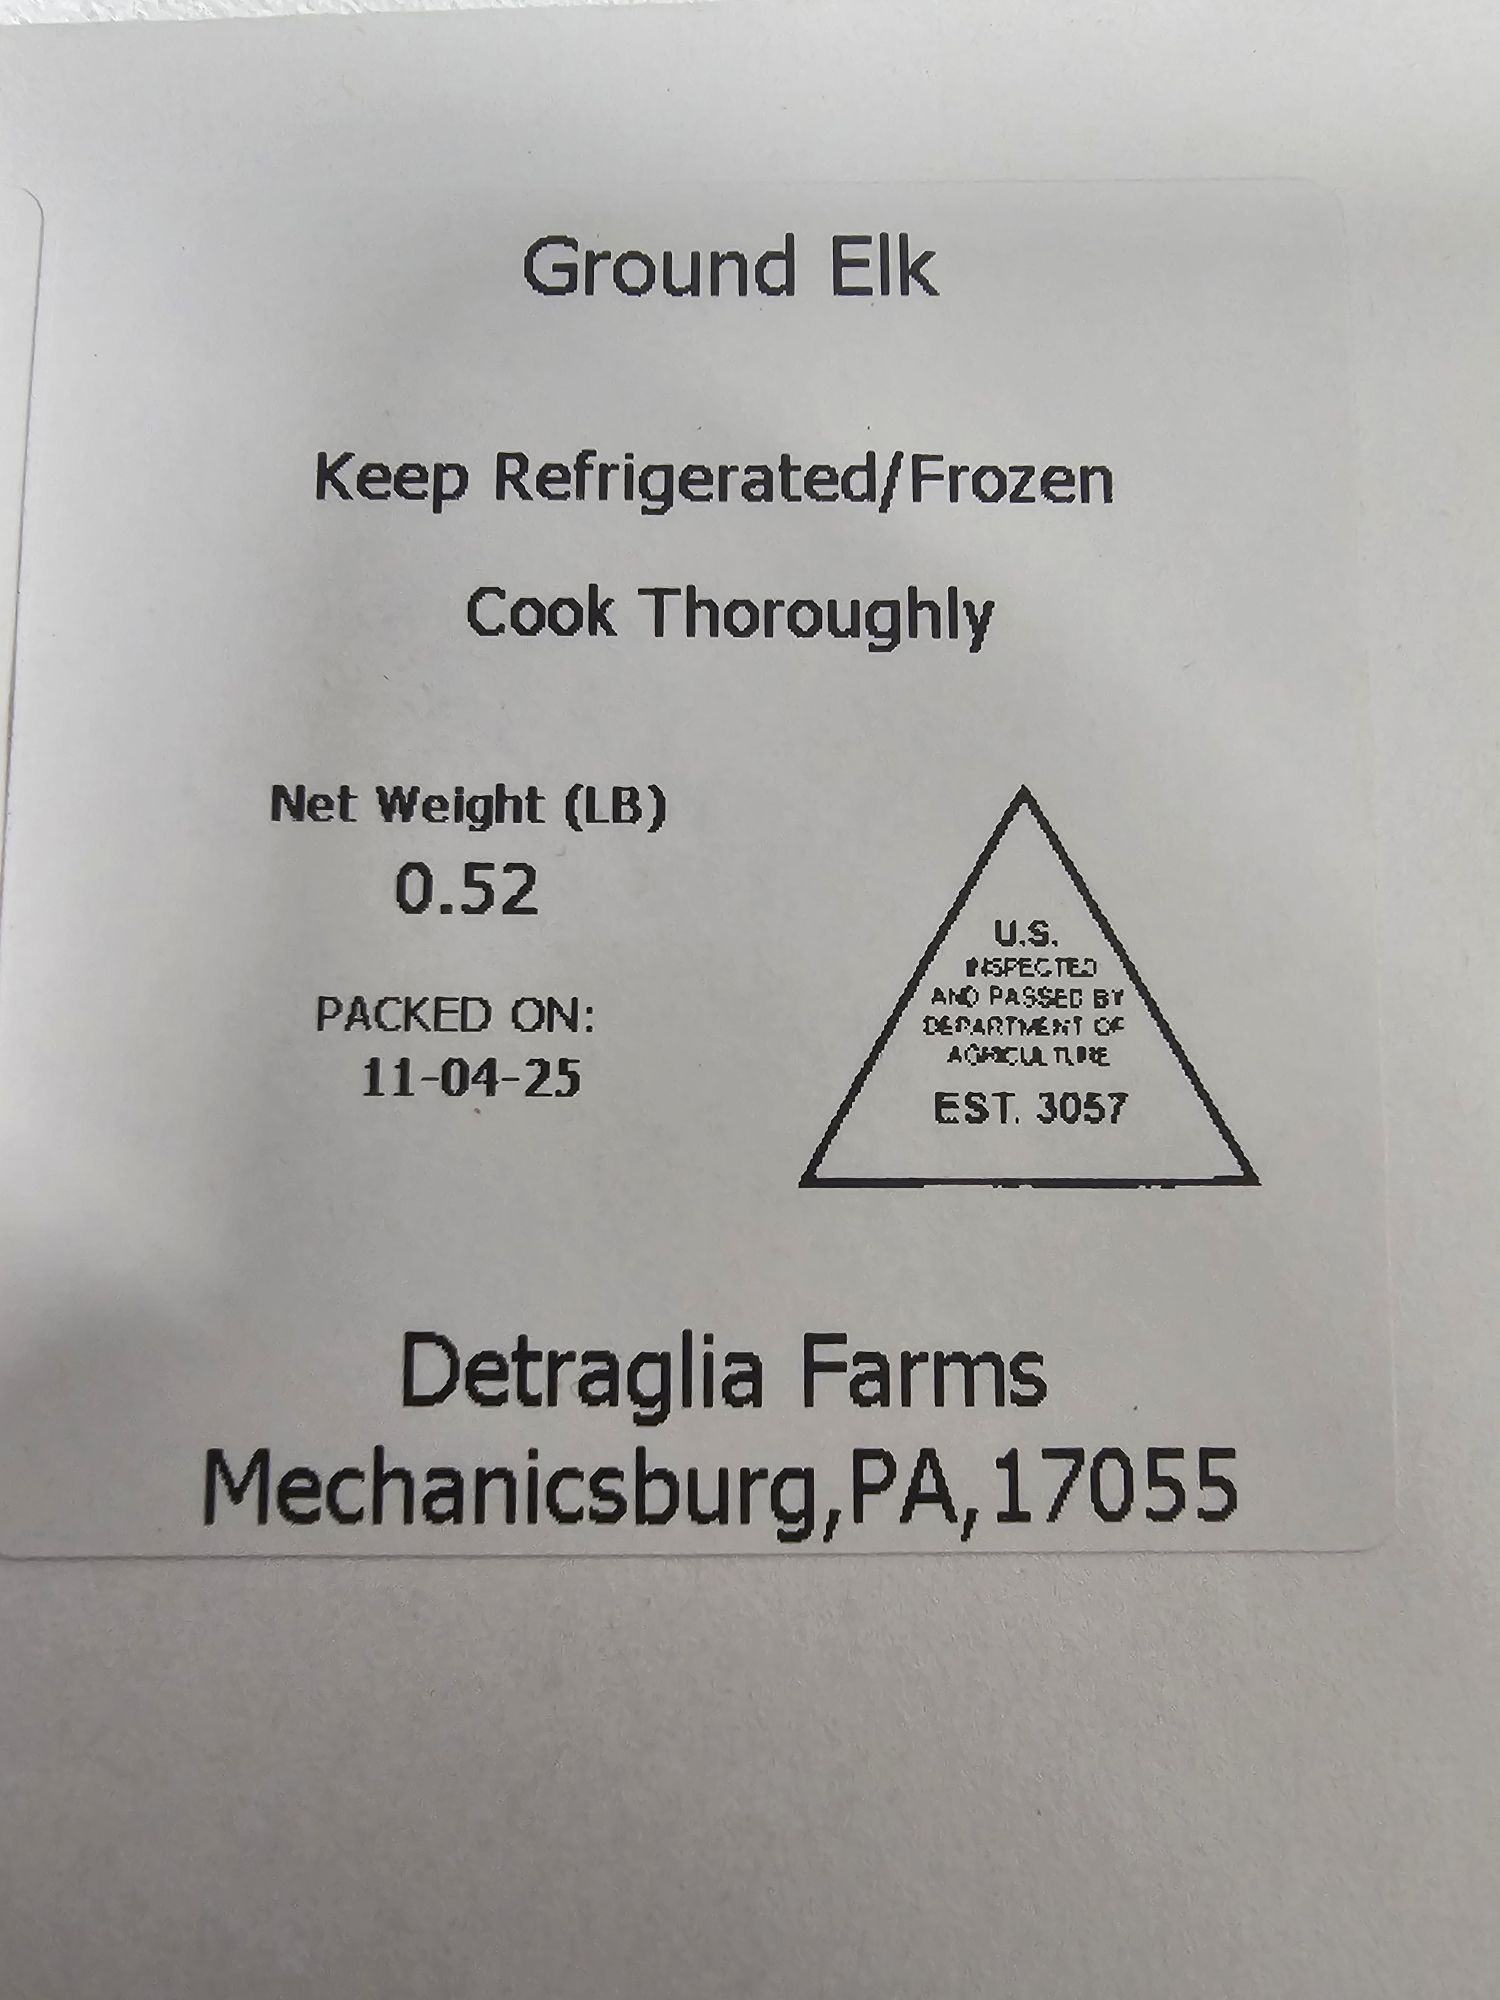 Ground Elk
Keep Refrigerated/Frozen
Cook Thoroughly
Net Weight (LB)
0.52
PACKED ON:
11-04-25
U.S.
INSPECTED
AND PASSED BY
DEPARTMENT OF
AGRICULTURE
EST. 3057
Detraglia Farms
Mechanicsburg,PA,17055